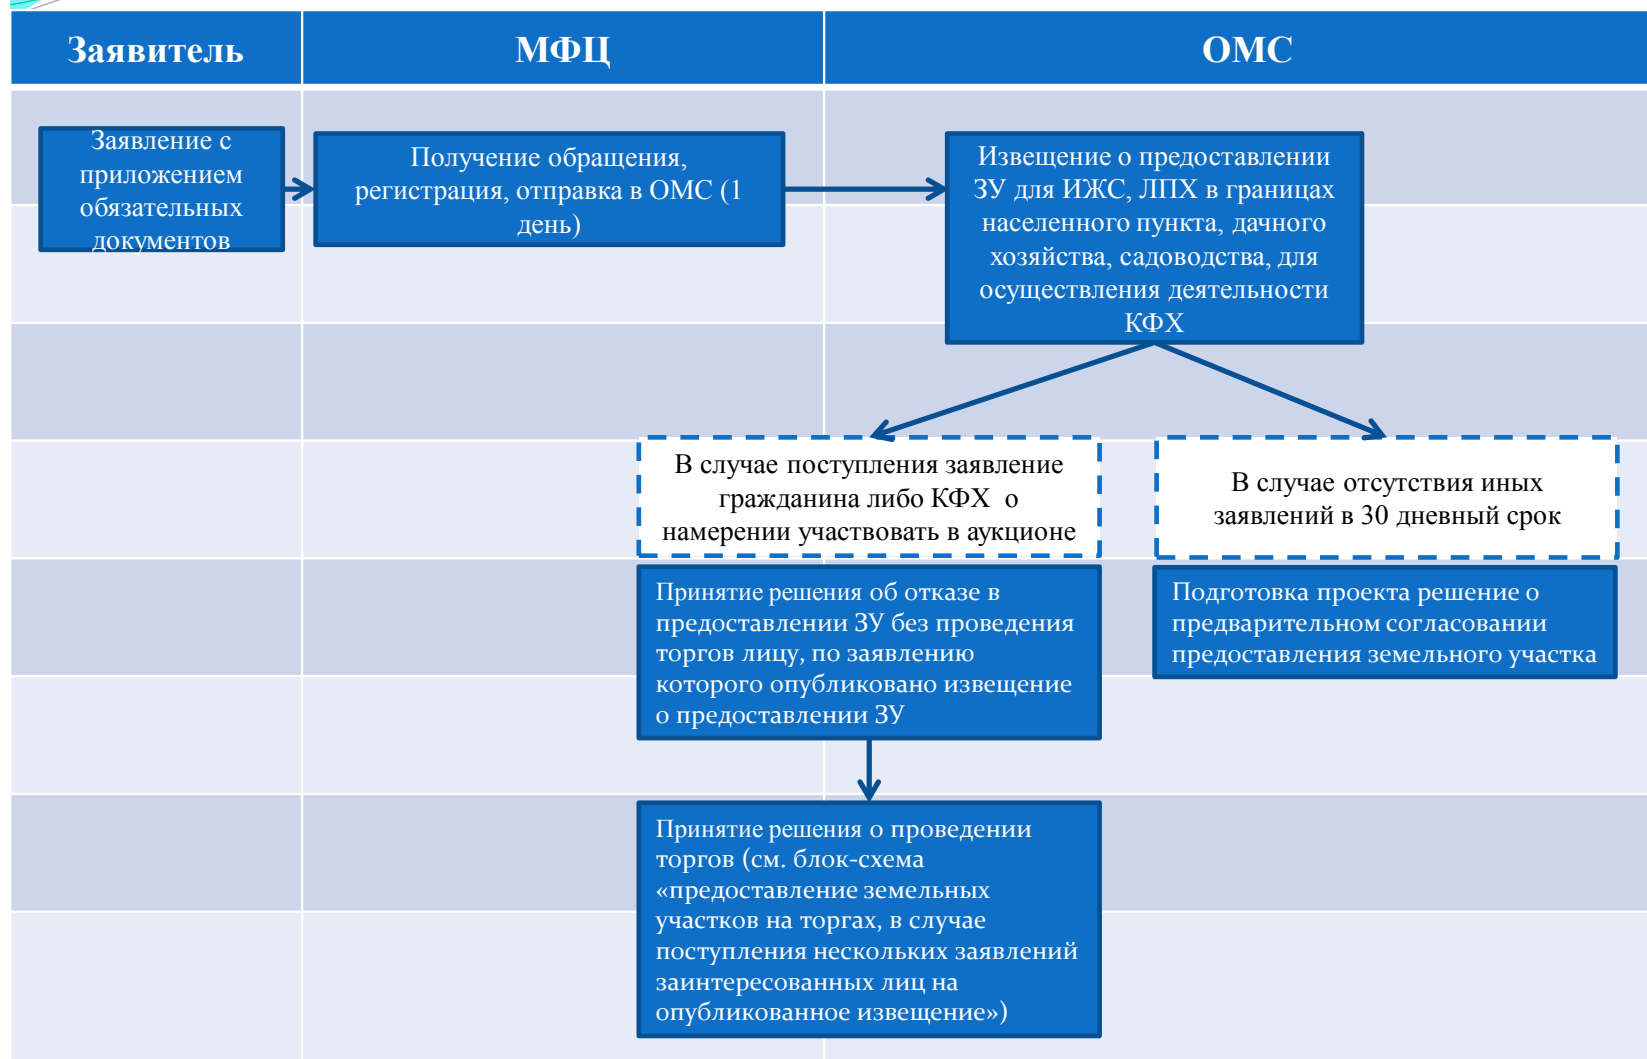 Заявитель
МФЦ
ОМС
Заявление с
приложением
обязательных
документов
Получение обращения,
регистрация, отправка в ОМС (1
день)
Извещение о предоставлении
ЗУ для ИЖС, ЛПХ в границах
населенного пункта, дачного
хозяйства, садоводства, для
осуществления деятельности
КФХ
В случае поступления заявление
гражданина либо КФХ о
намерении участвовать в аукционе
В случае отсутствия иных
заявлений в 30 дневный срок
Принятие решения об отказе в
предоставлении ЗУ без проведения
торгов лицу, по заявлению
которого опубликовано извещение
о предоставлении ЗУ
Подготовка проекта решение о
предварительном согласовании
предоставления земельного участка
Принятие решения о проведении
торгов (см. блок-схема
«предоставление земельных
участков на торгах, в случае
поступления нескольких заявлений
заинтересованных лиц на
опубликованное извещение»)